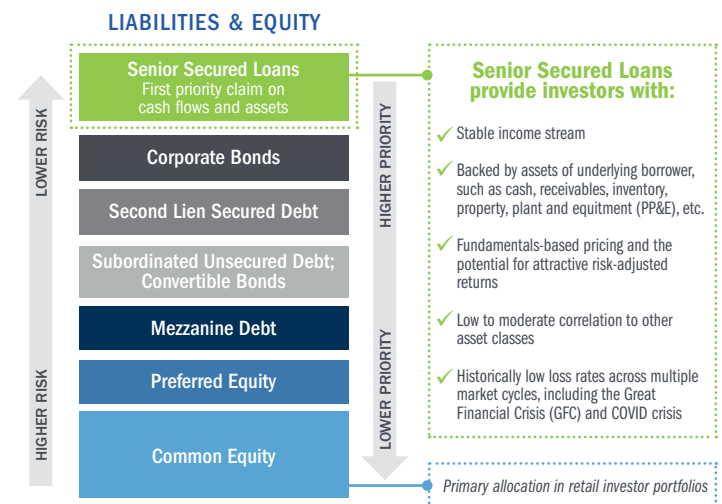 LIABILITIES & EQUITY
Senior Secured Loans
First priority claim on
cash flows and assets
Corporate Bonds
Second Lien Secured Debt
Subordinated Unsecured Debt;
Convertible Bonds
Mezzanine Debt
Preferred Equity
Common Equity
LOWER RISK
HIGHER RISK
HIGHER PRIORITY
LOWER PRIORITY
Senior Secured Loans
provide investors with:
Stable income stream
Backed by assets of underlying borrower,
such as cash, receivables, inventory,
property, plant and equitment (PP&E), etc.
Fundamentals-based pricing and the
potential for attractive risk-adjusted
returns
Low to moderate correlation to other
asset classes
Historically low loss rates across multiple
market cycles, including the Great
Financial Crisis (GFC) and COVID crisis
Primary allocation in retail investor portfolios